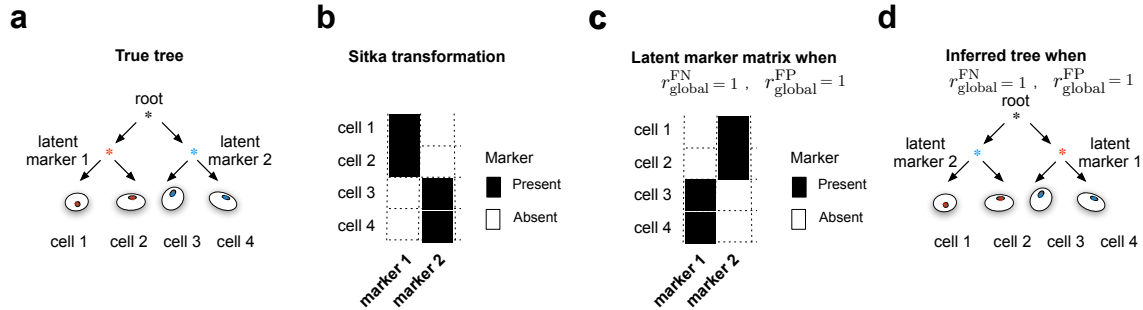 a
True tree
root
*
latent
marker 1
*
*
latent
marker 2
cell 1
cell 2
cell 3
cell 4
b
Sitka transformation
cell 1
cell 2
cell 3
cell 4
marker 1
marker 2
Marker
Present
Absent
c
Latent marker matrix when
r^FN_global = 1 , r^FP_global = 1
cell 1
cell 2
cell 3
cell 4
marker 1
marker 2
Marker
Present
Absent
d
Inferred tree when
r^FN_global = 1 , r^FP_global = 1
root
*
latent
marker 2
*
*
latent
marker 1
cell 1
cell 2
cell 3
cell 4